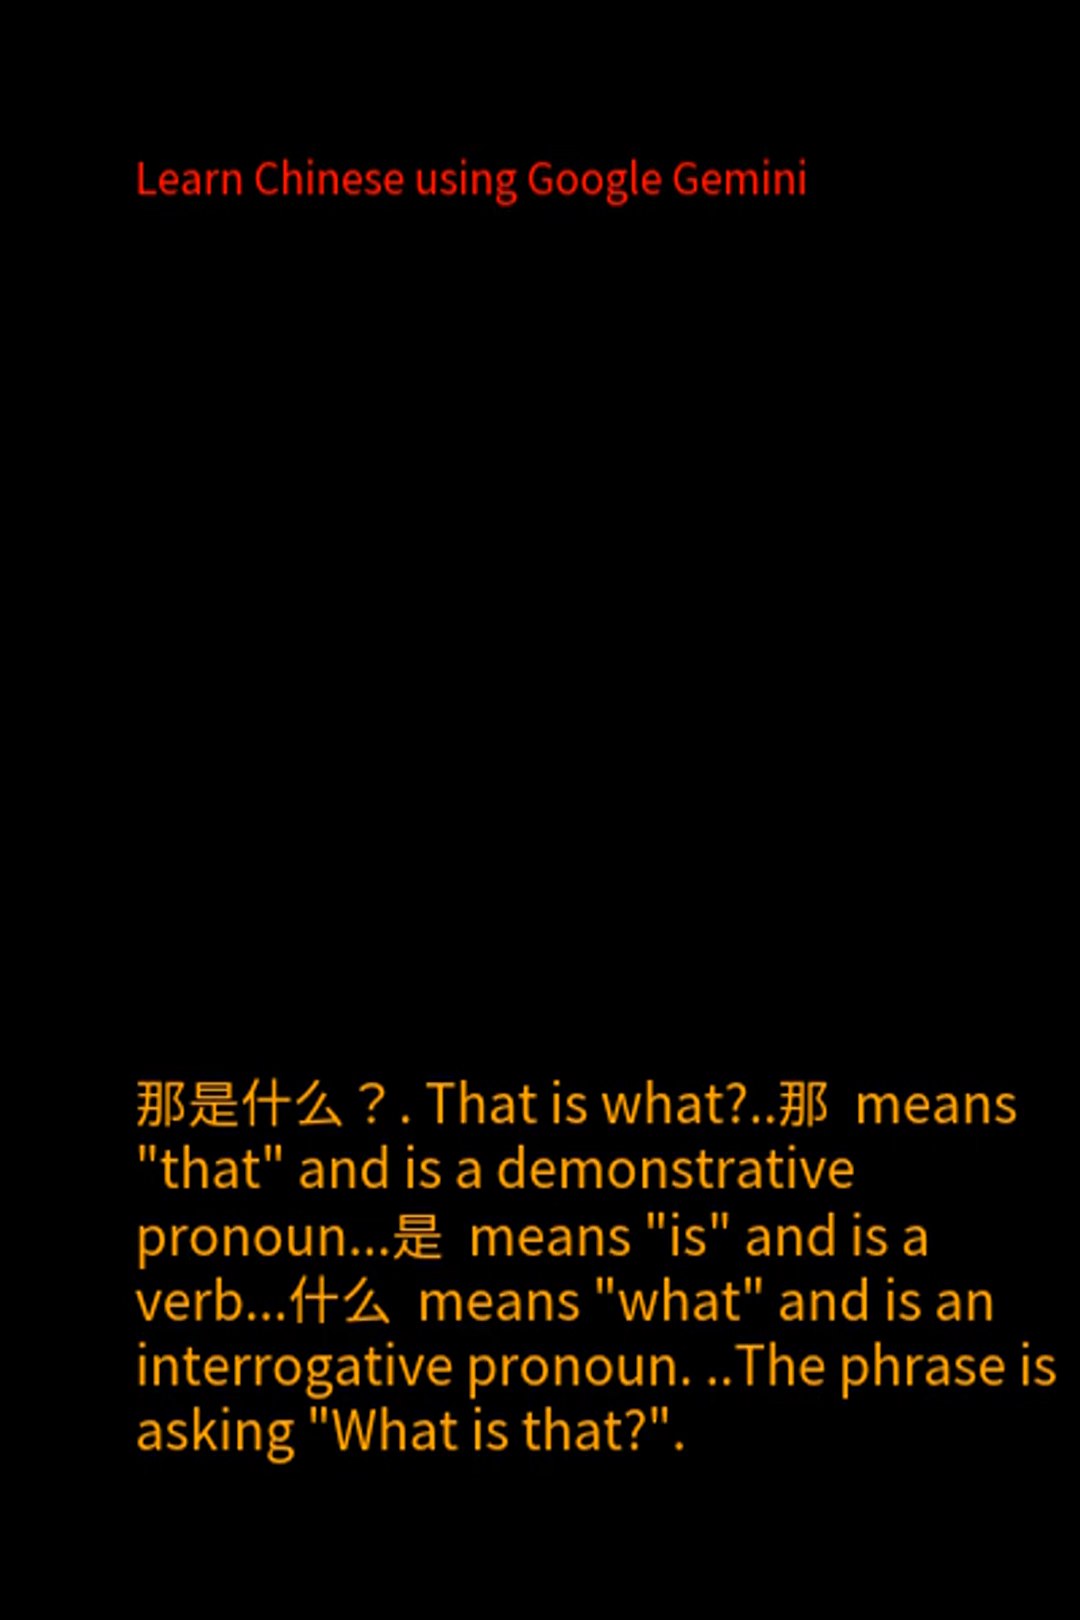 Learn Chinese using Google Gemini
那是什么？. That is what?..那  means
"that" and is a demonstrative
pronoun...是  means "is" and is a
verb...什么  means "what" and is an
interrogative pronoun. ..The phrase is
asking "What is that?".